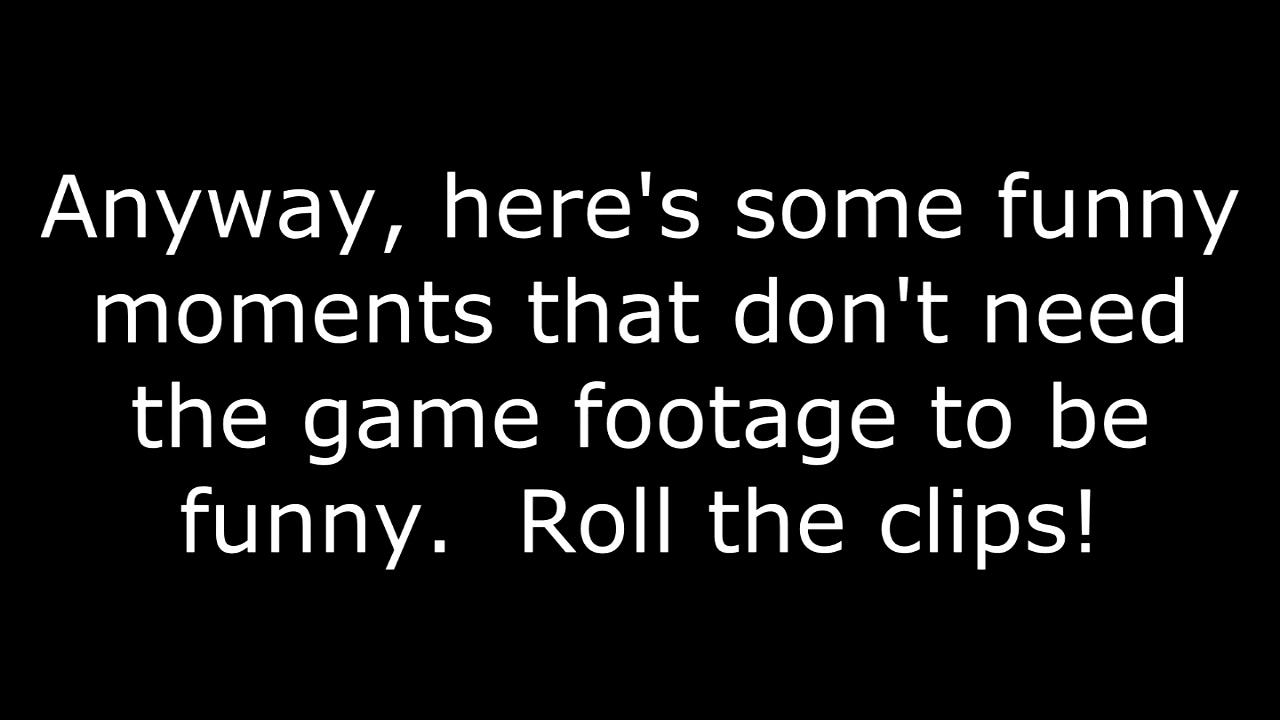 Anyway, here's some funny
moments that don't need
the game footage to be
funny.  Roll the clips!